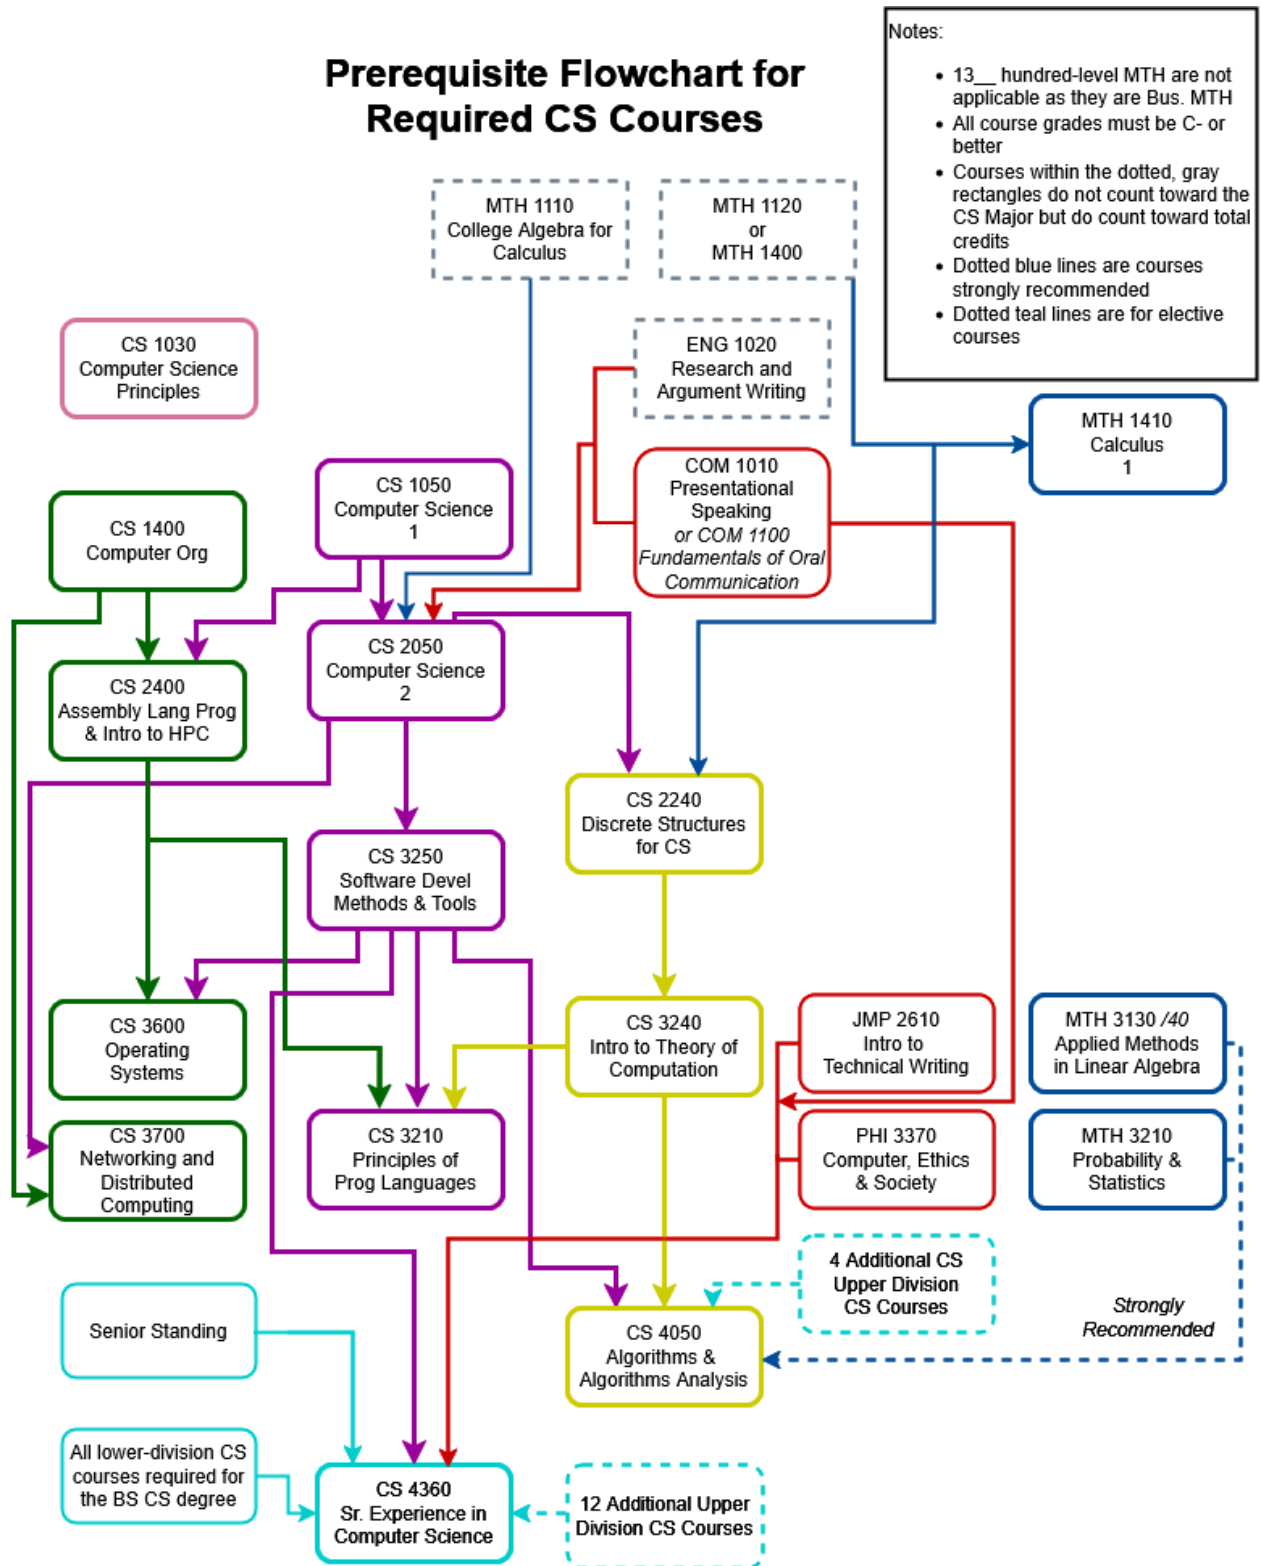 Prerequisite Flowchart for
Required CS Courses
Notes:
• 13__ hundred-level MTH are not
applicable as they are Bus. MTH
• All course grades must be C- or
better
• Courses within the dotted, gray
rectangles do not count toward the
CS Major but do count toward total
credits
• Dotted blue lines are courses
strongly recommended
• Dotted teal lines are for elective
courses
MTH 1110
College Algebra for
Calculus
MTH 1120
or
MTH 1400
CS 1030
Computer Science
Principles
ENG 1020
Research and
Argument Writing
MTH 1410
Calculus
1
CS 1400
Computer Org
CS 1050
Computer Science
1
COM 1010
Presentational
Speaking
or COM 1100
Fundamentals of Oral
Communication
CS 2400
Assembly Lang Prog
& Intro to HPC
CS 2050
Computer Science
2
CS 2240
Discrete Structures
for CS
CS 3250
Software Devel
Methods & Tools
CS 3600
Operating
Systems
CS 3240
Intro to Theory of
Computation
JMP 2610
Intro to
Technical Writing
MTH 3130 /40
Applied Methods
in Linear Algebra
CS 3700
Networking and
Distributed
Computing
CS 3210
Principles of
Prog Languages
PHI 3370
Computer, Ethics
& Society
MTH 3210
Probability &
Statistics
4 Additional CS
Upper Division
CS Courses
Strongly
Recommended
Senior Standing
CS 4050
Algorithms &
Algorithms Analysis
All lower-division CS
courses required for
the BS CS degree
CS 4360
Sr. Experience in
Computer Science
12 Additional Upper
Division CS Courses